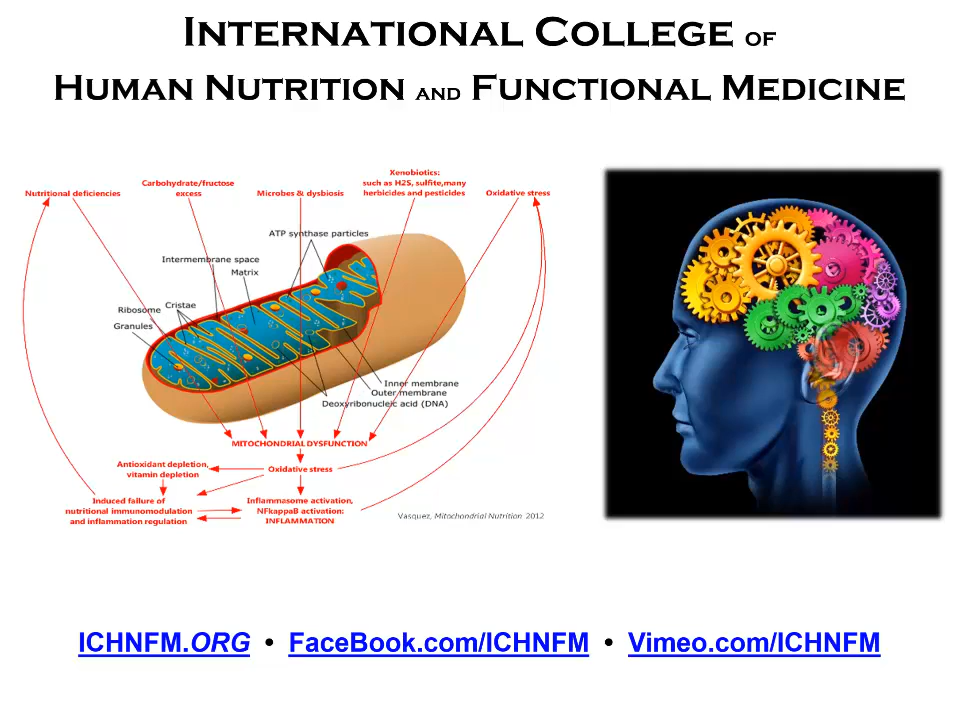 INTERNATIONAL COLLEGE OF
HUMAN NUTRITION AND FUNCTIONAL MEDICINE
Nutritional deficiencies
Carbohydrate/fructose
excess
Microbes & dysbiosis
Xenobiotics:
such as H2S, sulfite,many
herbicides and pesticides
Oxidative stress
ATP synthase particles
Intermembrane space
Matrix
Cristae
Ribosome
Granules
Inner membrane
Outer membrane
Deoxyribonucleic acid (DNA)
MITOCHONDRIAL DYSFUNCTION
Antioxidant depletion,
vitamin depletion
Oxidative stress
Induced failure of
nutritional immunomodulation
and inflammation regulation
Inflammasome activation,
NFkappaB activation:
INFLAMMATION
Vasquez, Mitochondrial Nutrition 2012
ICHNFM.ORG • FaceBook.com/ICHNFM • Vimeo.com/ICHNFM